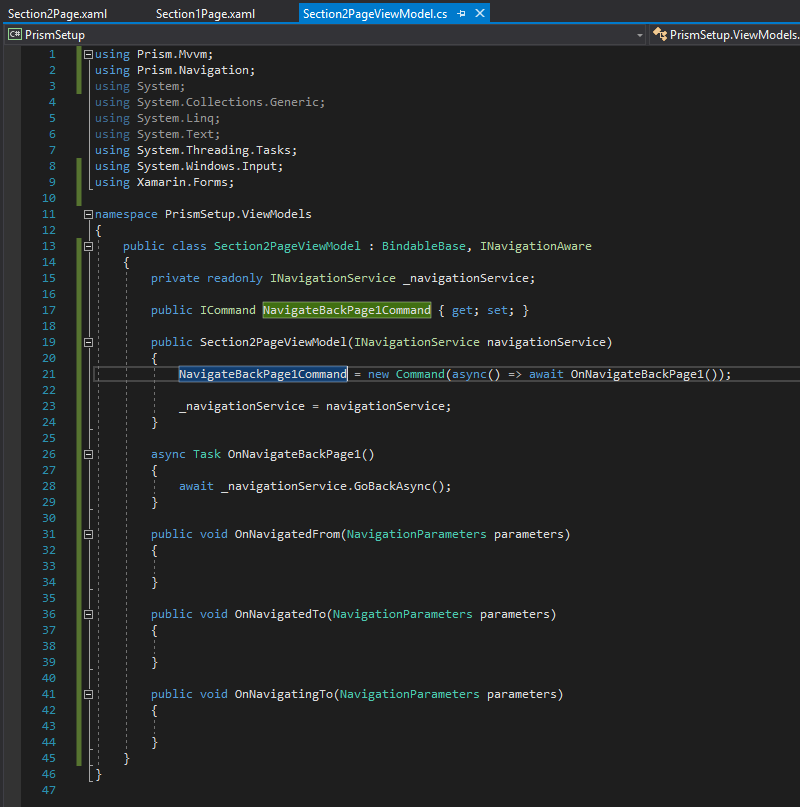 Section2Page.xaml Section1Page.xaml Section2PageViewModel.cs
C# PrismSetup PrismSetup.ViewModels.
1 using Prism.Mvvm;
2 using Prism.Navigation;
3 using System;
4 using System.Collections.Generic;
5 using System.Linq;
6 using System.Text;
7 using System.Threading.Tasks;
8 using System.Windows.Input;
9 using Xamarin.Forms;
10
11 namespace PrismSetup.ViewModels
12 {
13 public class Section2PageViewModel : BindableBase, INavigationAware
14 {
15 private readonly INavigationService _navigationService;
16
17 public ICommand NavigateBackPage1Command { get; set; }
18
19 public Section2PageViewModel(INavigationService navigationService)
20 {
21 NavigateBackPage1Command = new Command(async() => await OnNavigateBackPage1());
22
23 _navigationService = navigationService;
24 }
25
26 async Task OnNavigateBackPage1()
27 {
28 await _navigationService.GoBackAsync();
29 }
30
31 public void OnNavigatedFrom(NavigationParameters parameters)
32 {
33
34 }
35
36 public void OnNavigatedTo(NavigationParameters parameters)
37 {
38
39 }
40
41 public void OnNavigatingTo(NavigationParameters parameters)
42 {
43
44 }
45 }
46 }
47